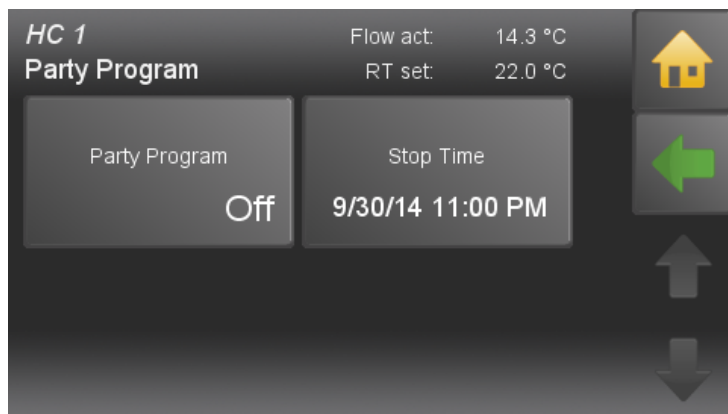 HC 1 Flow act: 14.3 °C
Party Program RT set: 22.0 °C
Party Program
Off
Stop Time
9/30/14 11:00 PM